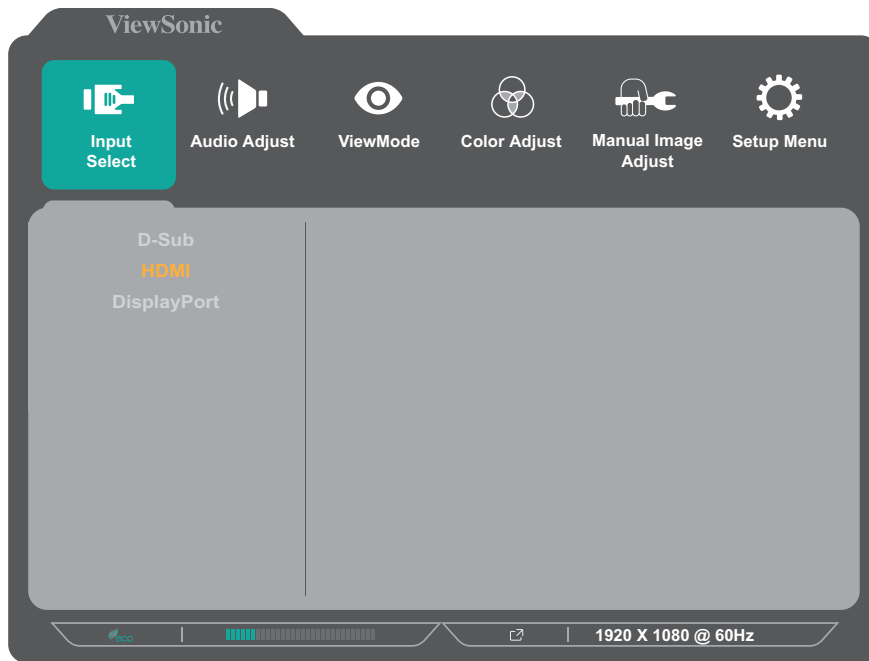 ViewSonic
Input
Select
Audio Adjust
ViewMode
Color Adjust
Manual Image
Adjust
Setup Menu
D-Sub
HDMI
DisplayPort
eco
1920 X 1080 @ 60Hz